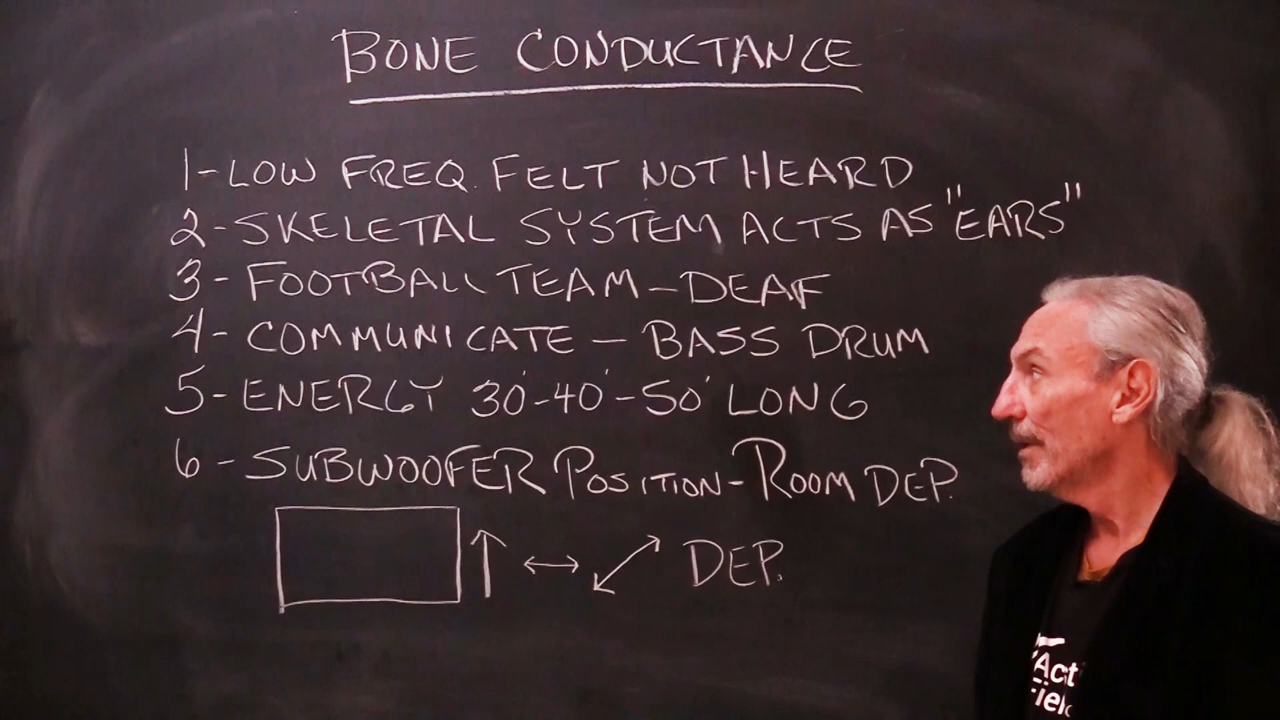 BONE CONDUCTANCE
1-LOW FREQ. FELT NOT HEARD
2-SKELETAL SYSTEM ACTS AS "EARS"
3-FOOTBALL TEAM-DEAF
4-COMMUNICATE-BASS DRUM
5-ENERGY 30'-40'-50' LONG
6-SUBWOOFER POSITION-ROOM DEP.
DEP.